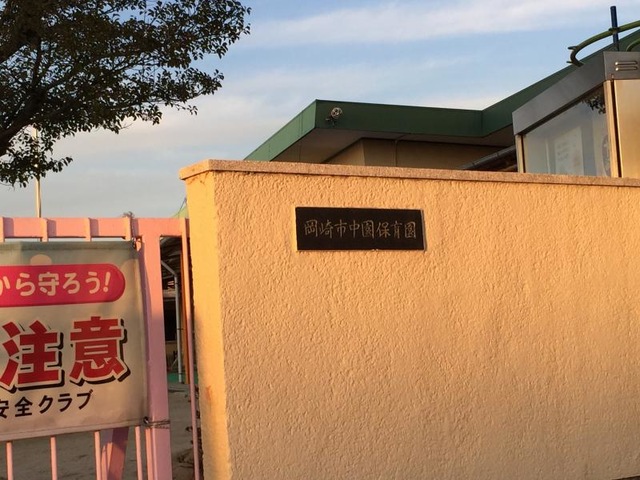 岡崎市中園保育園
から守ろう!
注意
安全クラブ